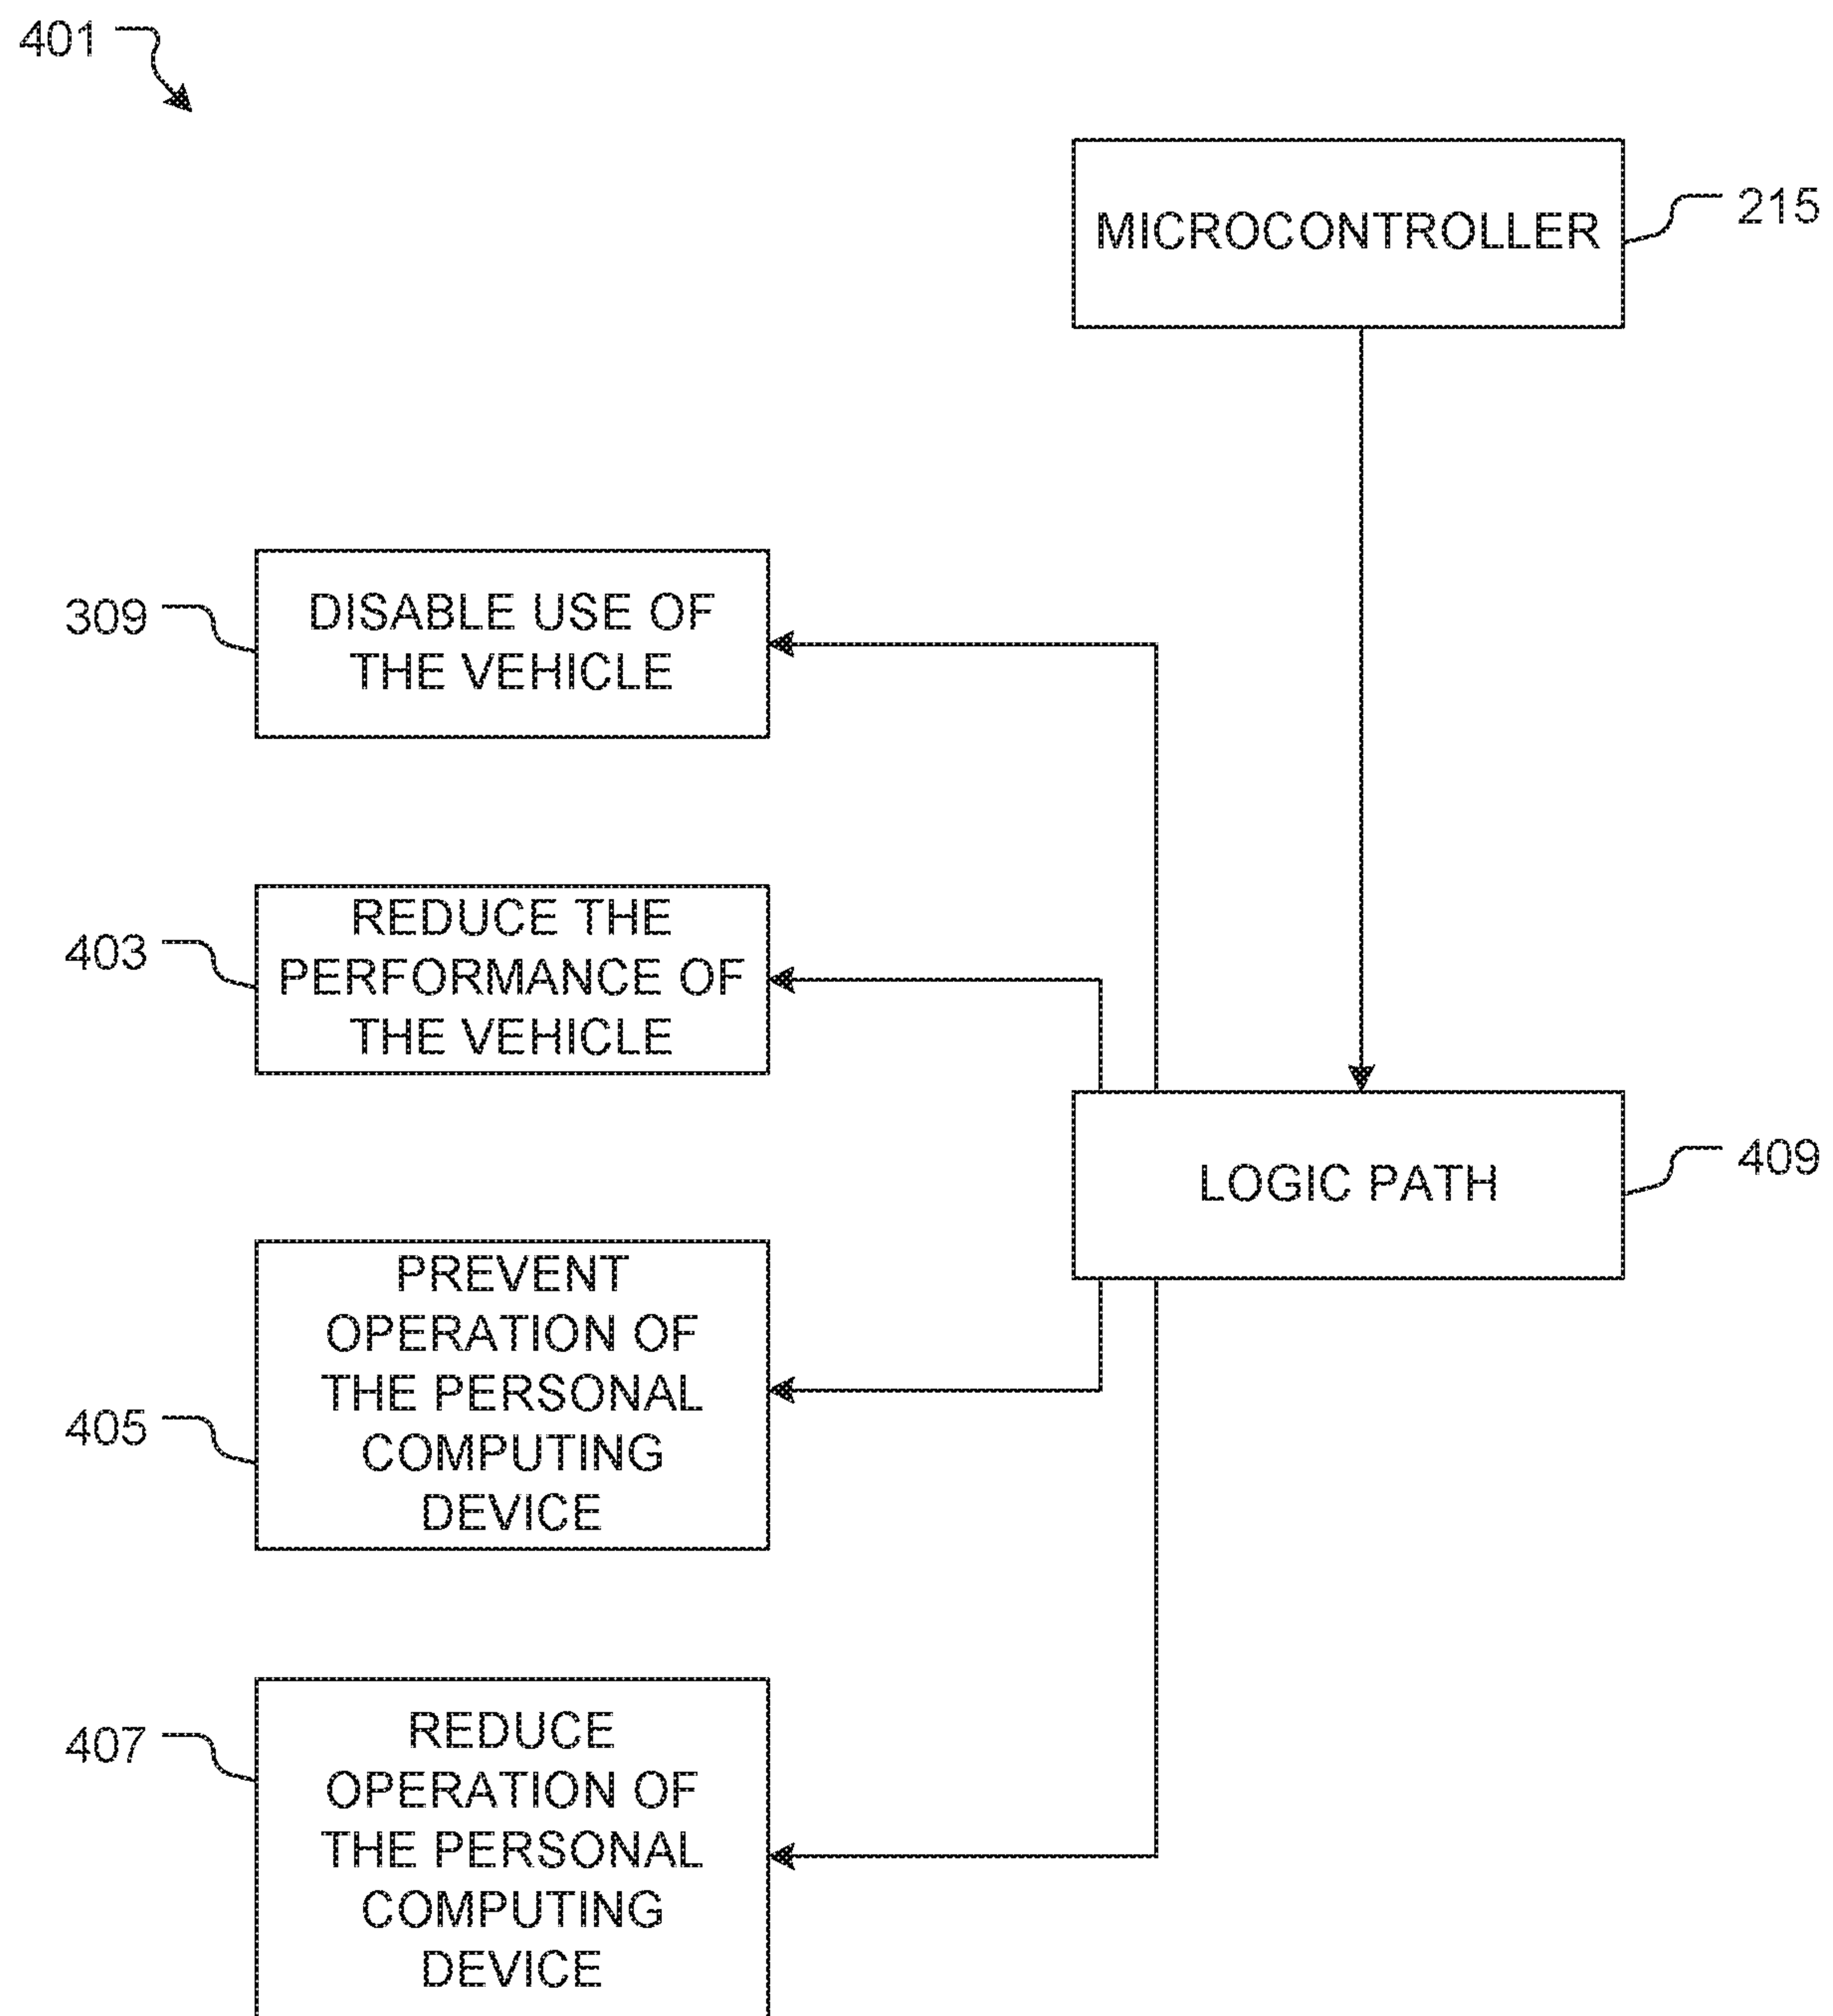 401
MICROCONTROLLER
215
309
DISABLE USE OF
THE VEHICLE
403
REDUCE THE
PERFORMANCE OF
THE VEHICLE
LOGIC PATH
409
405
PREVENT
OPERATION OF
THE PERSONAL
COMPUTING
DEVICE
407
REDUCE
OPERATION OF
THE PERSONAL
COMPUTING
DEVICE